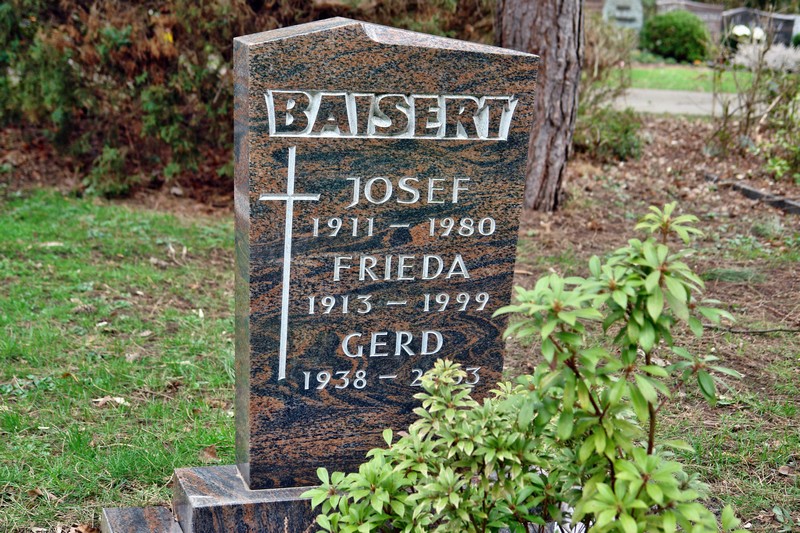 BAISERT
JOSEF
1911 – 1980
FRIEDA
1913 – 1999
GERD
1938 –